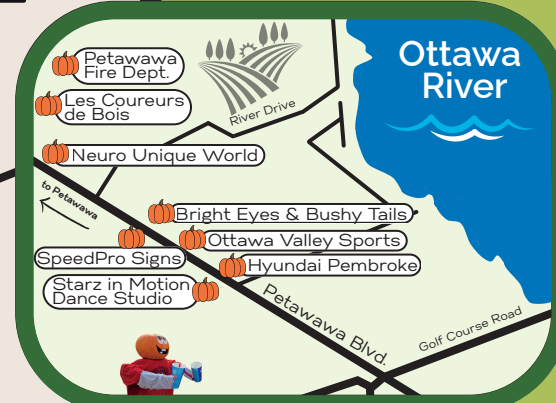 Petawawa
Fire Dept.
Ottawa
River
Les Coureurs
de Bois
River Drive
Neuro Unique World
to Petawawa
Bright Eyes & Bushy Tails
Ottawa Valley Sports
SpeedPro Signs
Hyundai Pembroke
Starz in Motion
Dance Studio
Petawawa Blvd.
Golf Course Road